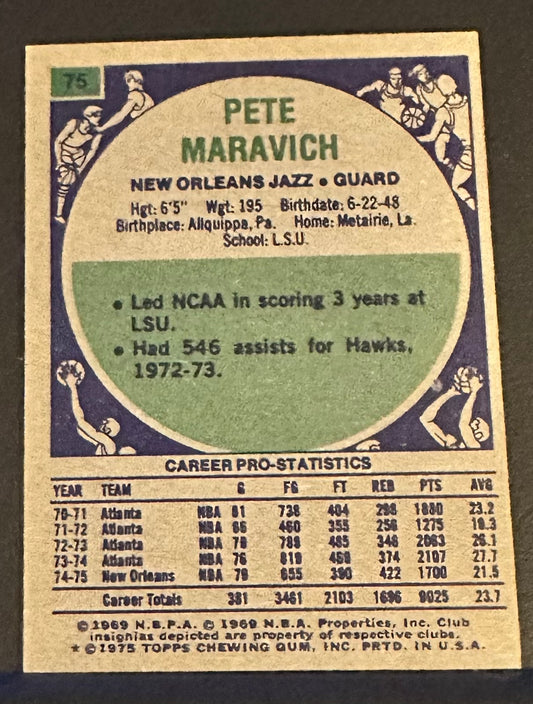 75
PETE
MARAVICH
NEW ORLEANS JAZZ • GUARD
Hgt: 6'5" Wgt: 195 Birthdate: 6-22-48
Birthplace: Aliquippa, Pa. Home: Metairie, La.
School: L.S.U.
• Led NCAA in scoring 3 years at
LSU.
• Had 546 assists for Hawks,
1972-73.
CAREER PRO-STATISTICS
YEAR TEAM G FG FT REB PTS AVG
70-71 Atlanta NBA 81 738 404 298 1880 23.2
71-72 Atlanta NBA 66 460 355 256 1275 19.3
72-73 Atlanta NBA 79 789 485 346 2063 26.1
73-74 Atlanta NBA 76 819 469 374 2107 27.7
74-75 New Orleans NBA 79 655 390 422 1700 21.5
Career Totals 381 3461 2103 1696 9025 23.7
© 1969 N.B.P.A. © 1969 N.B.A. Properties, Inc. Club
insignias depicted are property of respective clubs.
* © 1975 TOPPS CHEWING GUM, INC. PRTD. IN U.S.A.